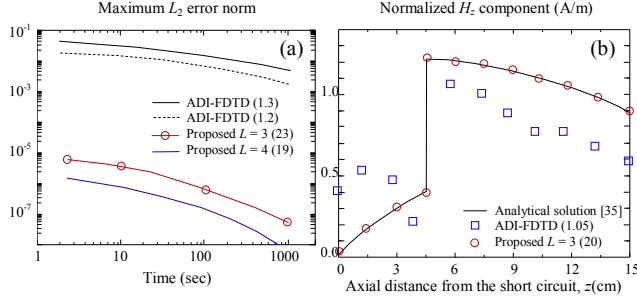 Maximum L2 error norm
10^-1
10^-3
10^-5
10^-7
(a)
ADI-FDTD (1.3)
ADI-FDTD (1.2)
Proposed L = 3 (23)
Proposed L = 4 (19)
1 10 100 1000
Time (sec)
Normalized Hz component (A/m)
(b)
1.0
0.5
0.0
Analytical solution [35]
ADI-FDTD (1.05)
Proposed L = 3 (20)
0 3 6 9 12 15
Axial distance from the short circuit, z(cm)